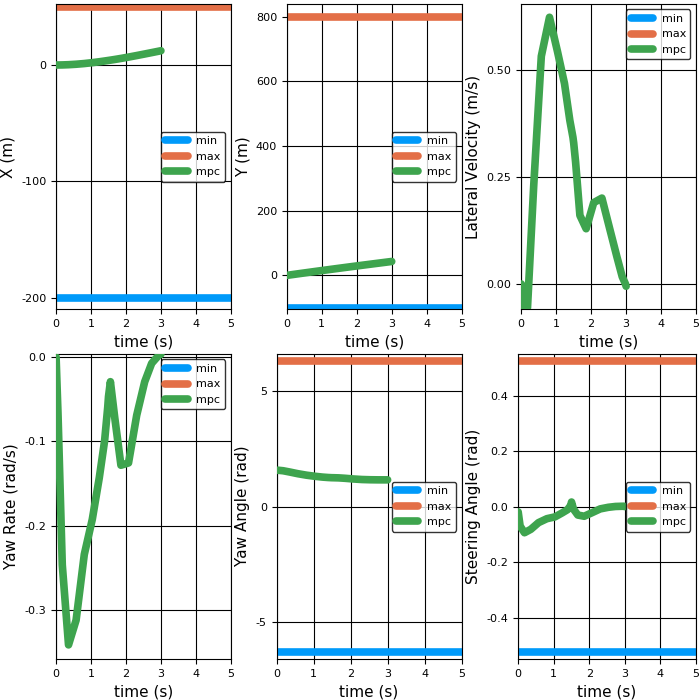 X (m)
0
-100
-200
min
max
mpc
0 1 2 3 4 5
time (s)
Y (m)
800
600
400
200
0
min
max
mpc
0 1 2 3 4 5
time (s)
Lateral Velocity (m/s)
0.50
0.25
0.00
min
max
mpc
0 1 2 3 4 5
time (s)
Yaw Rate (rad/s)
0.0
-0.1
-0.2
-0.3
min
max
mpc
0 1 2 3 4 5
time (s)
Yaw Angle (rad)
5
0
-5
min
max
mpc
0 1 2 3 4 5
time (s)
Steering Angle (rad)
0.4
0.2
0.0
-0.2
-0.4
min
max
mpc
0 1 2 3 4 5
time (s)